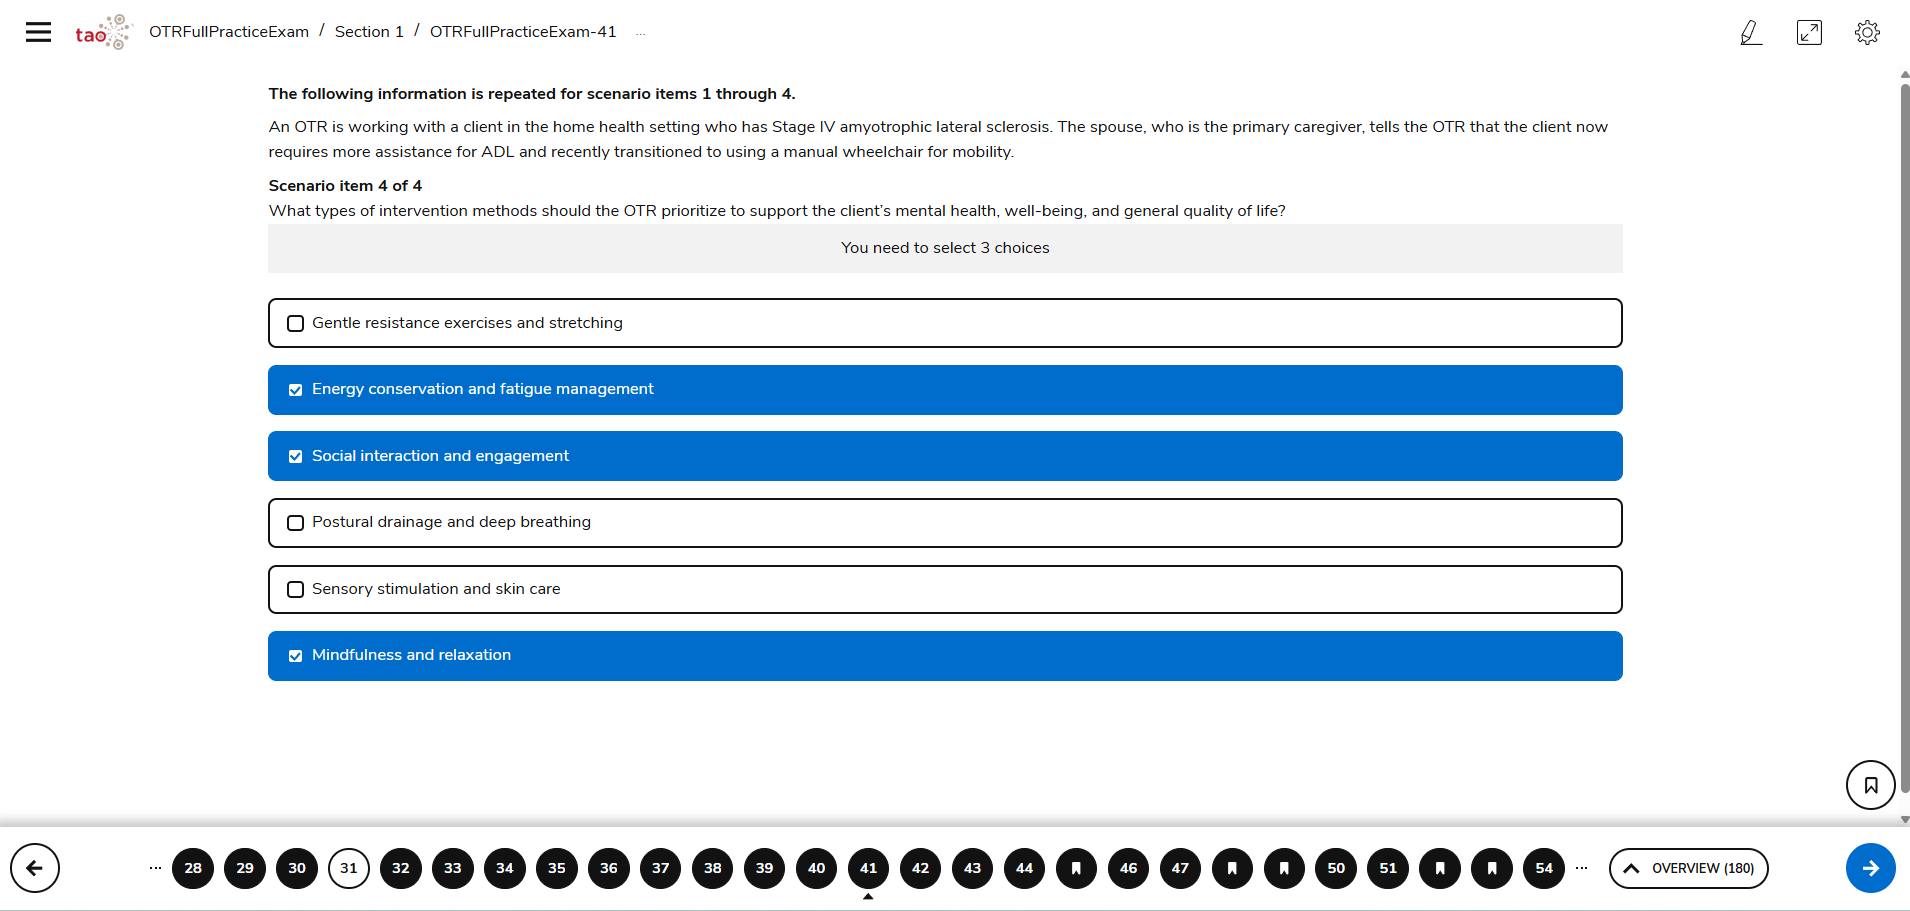 tao
OTRFullPracticeExam / Section 1 / OTRFullPracticeExam-41 ...
The following information is repeated for scenario items 1 through 4.
An OTR is working with a client in the home health setting who has Stage IV amyotrophic lateral sclerosis. The spouse, who is the primary caregiver, tells the OTR that the client now
requires more assistance for ADL and recently transitioned to using a manual wheelchair for mobility.
Scenario item 4 of 4
What types of intervention methods should the OTR prioritize to support the client’s mental health, well-being, and general quality of life?
You need to select 3 choices
Gentle resistance exercises and stretching
Energy conservation and fatigue management
Social interaction and engagement
Postural drainage and deep breathing
Sensory stimulation and skin care
Mindfulness and relaxation
... 28 29 30 31 32 33 34 35 36 37 38 39 40 41 42 43 44 46 47 50 51 54 ... OVERVIEW (180)